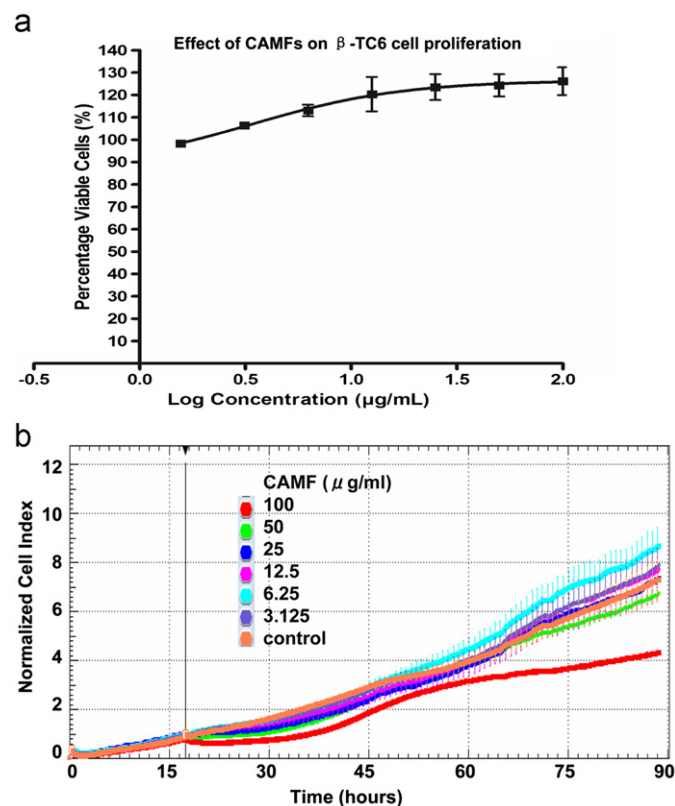 a
Effect of CAMFs on β-TC6 cell proliferation
Percentage Viable Cells (%)
140
130
120
110
100
90
80
70
60
50
40
30
20
10
-0.5 0.0 0.5 1.0 1.5 2.0
Log Concentration (µg/mL)
b
Normalized Cell Index
12
10
8
6
4
2
0
CAMF (μg/ml)
100
50
25
12.5
6.25
3.125
control
0 15 30 45 60 75 90
Time (hours)